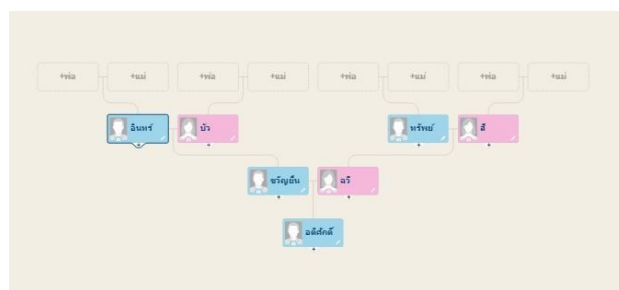 +พ่อ +แม่ +พ่อ +แม่ +พ่อ +แม่ +พ่อ +แม่
อินทร์ บัว ทรัพย์ สี
ขวัญยืน ฉวี
อดิศักดิ์